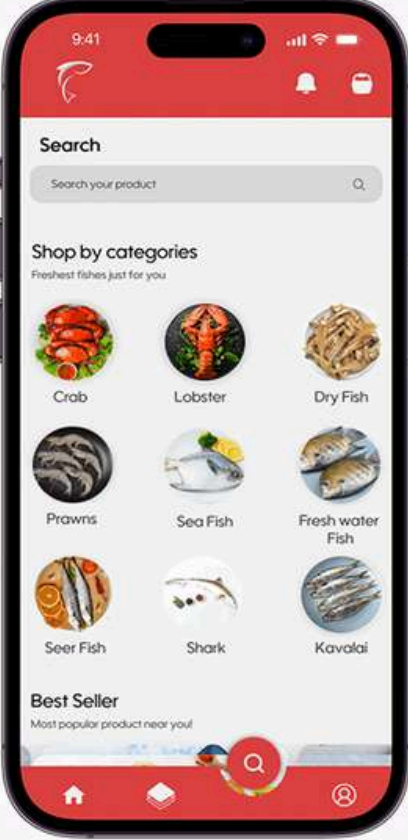 9:41
Search
Search your product
Shop by categories
Freshest fishes just for you
Crab
Lobster
Dry Fish
Prawns
Sea Fish
Fresh water
Fish
Seer Fish
Shark
Kavalai
Best Seller
Most popular product near you!